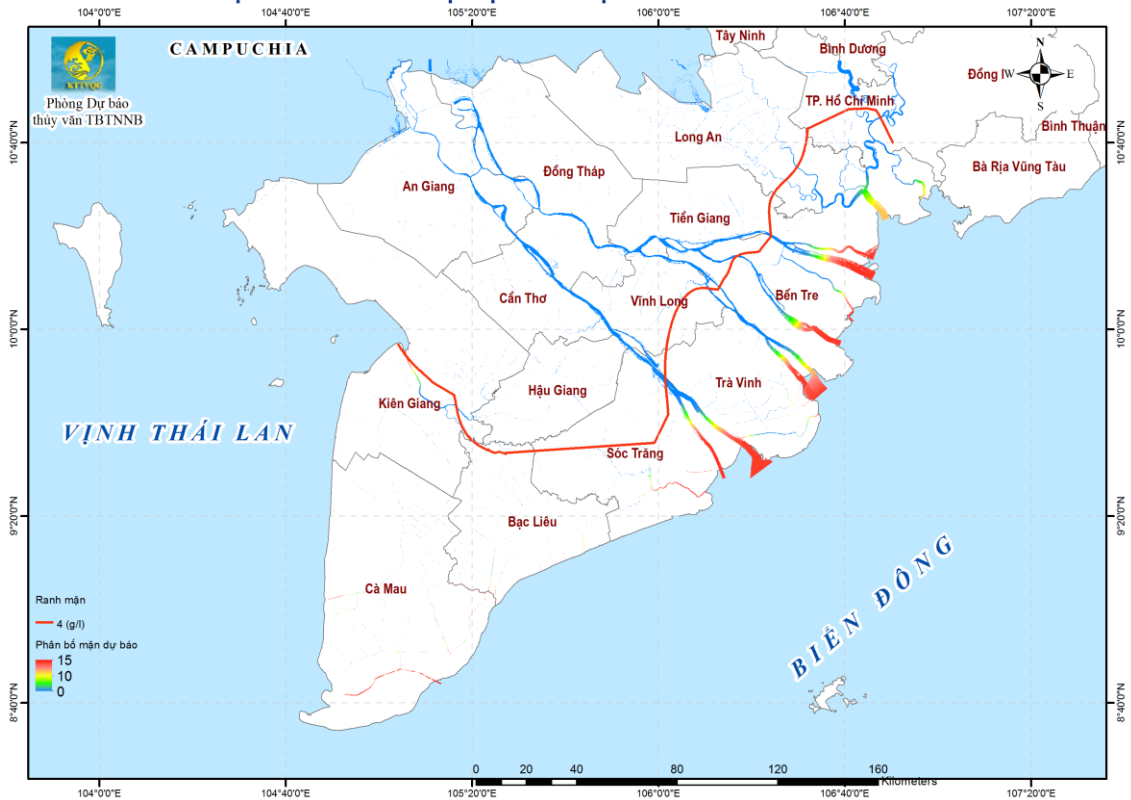 104°0'0"E
104°40'0"E
105°20'0"E
106°0'0"E
106°40'0"E
107°20'0"E
CAMPUCHIA
Tây Ninh
Bình Dương
N
W
E
S
Đồng
KTTVQG
Phòng Dự báo
thủy văn TBTNNB
TP. Hồ Chí Minh
Bình Thuận
10°40'0"N
10°40'0"N
Long An
Bà Rịa Vũng Tàu
Đồng Tháp
An Giang
Tiền Giang
Cần Thơ
Vĩnh Long
Bến Tre
10°0'0"N
10°0'0"N
Trà Vinh
Hậu Giang
Kiên Giang
VỊNH THÁI LAN
Sóc Trăng
9°20'0"N
9°20'0"N
Bạc Liêu
Cà Mau
BIỂN ĐÔNG
Ranh mặn
4 (g/l)
Phân bố mặn dự báo
15
10
0
8°40'0"N
8°40'0"N
0 20 40 80 120 160
Kilometers
104°0'0"E
104°40'0"E
105°20'0"E
106°0'0"E
106°40'0"E
107°20'0"E